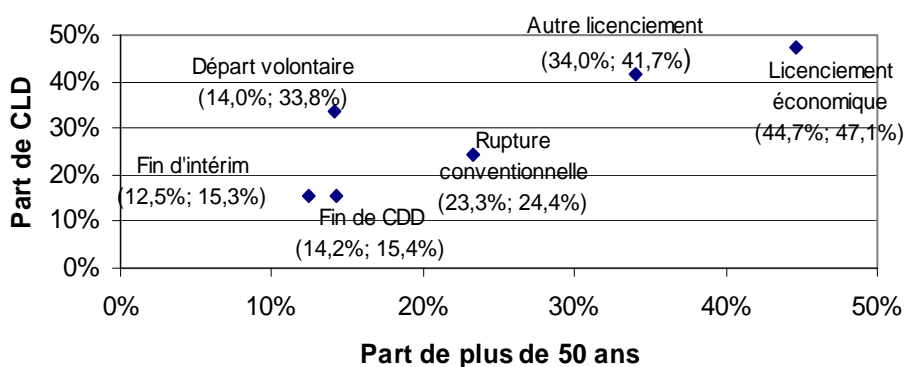 Part de CLD
50%
40%
30%
20%
10%
0%
Autre licenciement
(34,0%; 41,7%)
Départ volontaire
(14,0%; 33,8%)
Licenciement
économique
(44,7%; 47,1%)
Rupture
conventionnelle
(23,3%; 24,4%)
Fin d'intérim
(12,5%; 15,3%)
Fin de CDD
(14,2%; 15,4%)
0%
10%
20%
30%
40%
50%
Part de plus de 50 ans